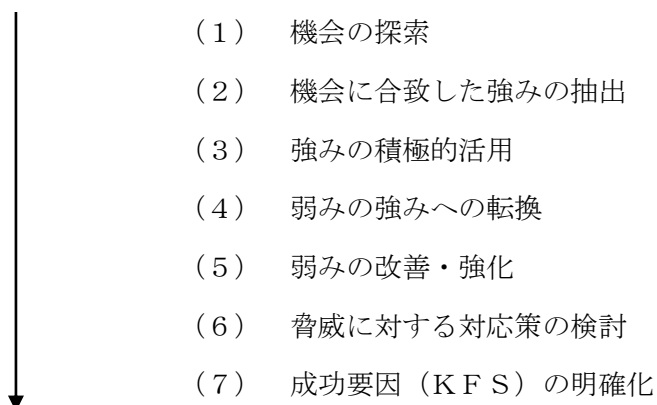 （１） 機会の探索
（２） 機会に合致した強みの抽出
（３） 強みの積極的活用
（４） 弱みの強みへの転換
（５） 弱みの改善・強化
（６） 脅威に対する対応策の検討
（７） 成功要因（ＫＦＳ）の明確化